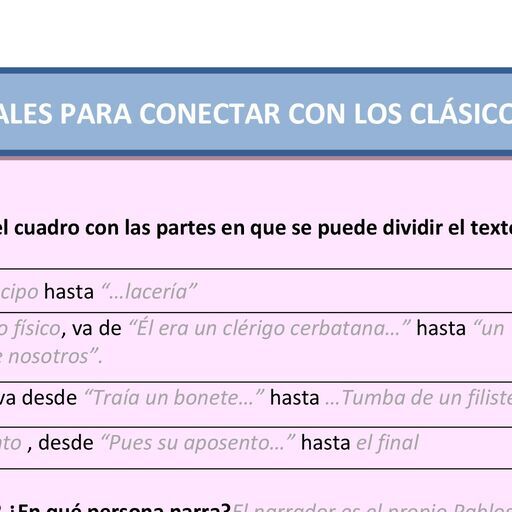 ALES PARA CONECTAR CON LOS CLÁSICO
el cuadro con las partes en que se puede dividir el texto
cipo hasta “…lacería”
o físico, va de “Él era un clérigo cerbatana…” hasta “un
e nosotros”.
va desde “Traía un bonete…” hasta …Tumba de un filiste
nto , desde “Pues su aposento…” hasta el final
¿En qué persona narra? El narrador es el propio Pablos